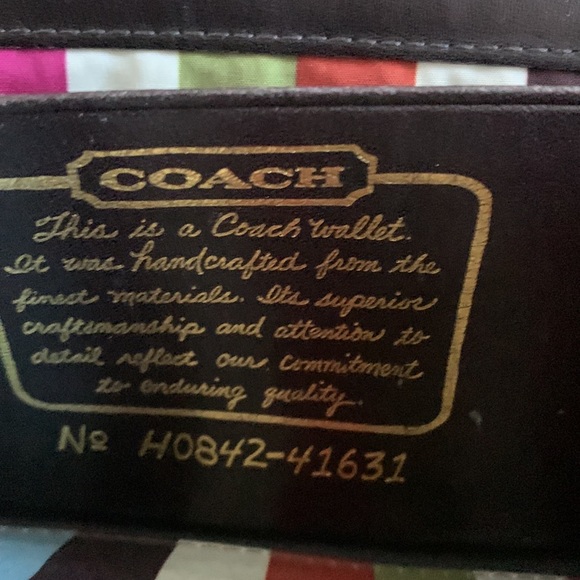 COACH
This is a Coach wallet.
It was handcrafted from the
finest materials. Its superior
craftsmanship and attention to
detail reflect our commitment
to enduring quality.
Nº H0842-41631